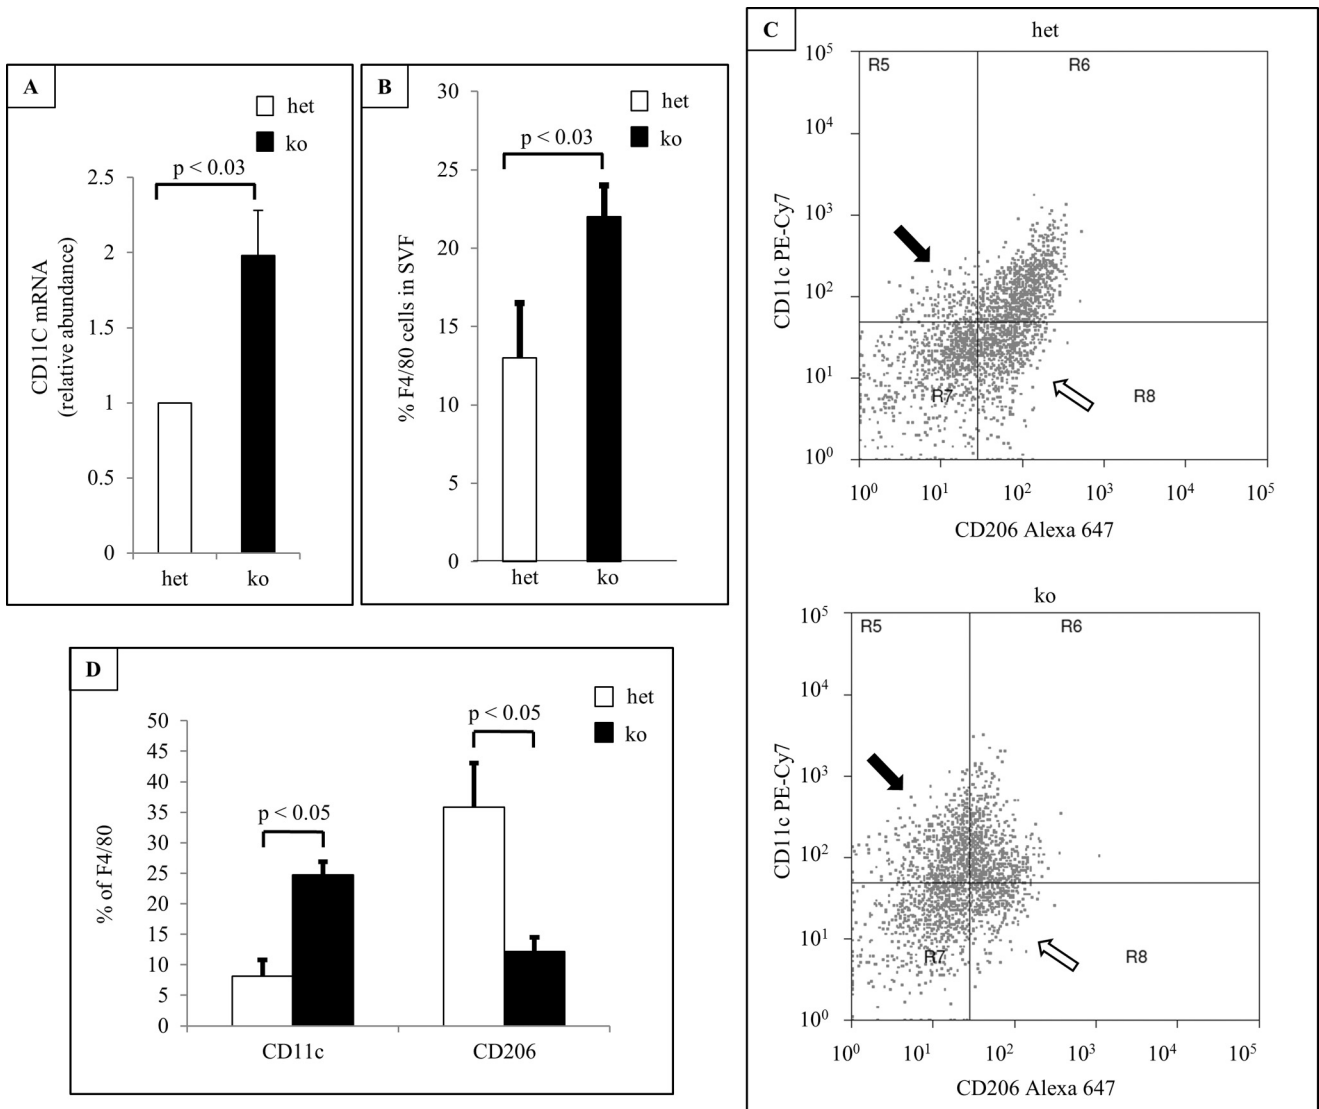 A
het
ko
p < 0.03
2.5
2
1.5
1
0.5
0
CD11C mRNA
(relative abundance)
het ko
B
het
ko
p < 0.03
30
25
20
15
10
5
0
% F4/80 cells in SVF
het ko
C
het
R5 R6
R7 R8
10⁵
10⁴
10³
10²
10¹
10⁰
CD11c PE-Cy7
10⁰ 10¹ 10² 10³ 10⁴ 10⁵
CD206 Alexa 647
ko
R5 R6
R7 R8
10⁵
10⁴
10³
10²
10¹
10⁰
CD11c PE-Cy7
10⁰ 10¹ 10² 10³ 10⁴ 10⁵
CD206 Alexa 647
D
het
ko
p < 0.05
p < 0.05
50
45
40
35
30
25
20
15
10
5
0
% of F4/80
CD11c CD206